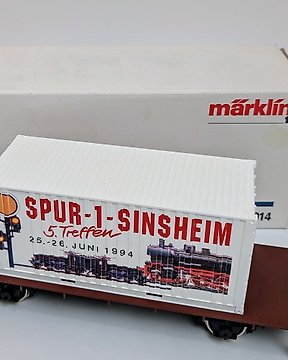 märklin
014
SPUR-1-SINSHEIM
5. Treffen
25.-26. JUNI 1994